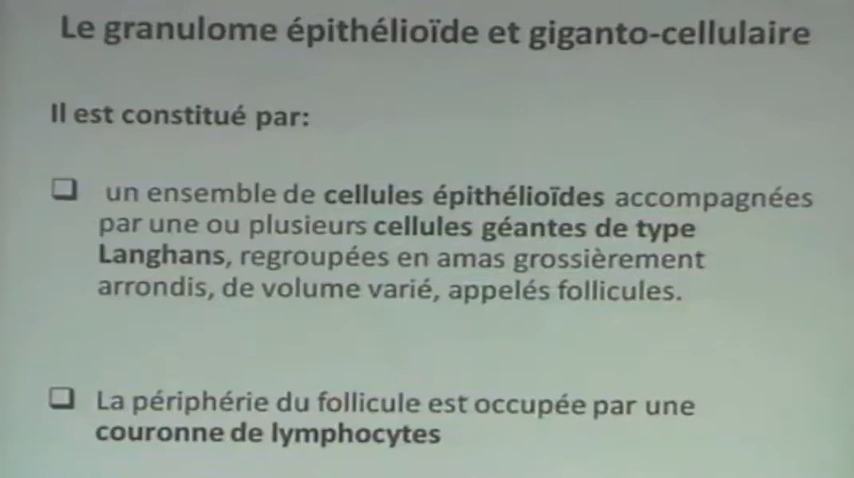 Le granulome épithélioïde et giganto-cellulaire
Il est constitué par:
un ensemble de cellules épithélioïdes accompagnées
par une ou plusieurs cellules géantes de type
Langhans, regroupées en amas grossièrement
arrondis, de volume varié, appelés follicules.
La périphérie du follicule est occupée par une
couronne de lymphocytes